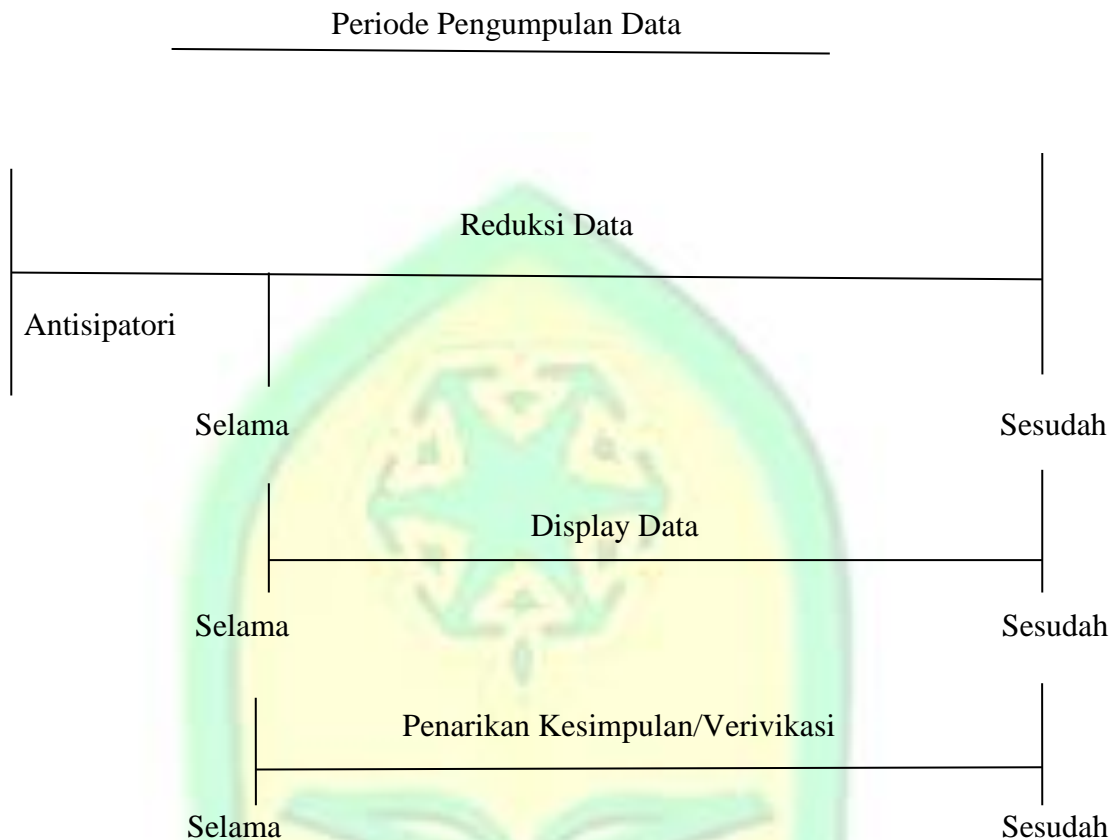 Periode Pengumpulan Data
Reduksi Data
Antisipatori
Selama Sesudah
Display Data
Selama Sesudah
Penarikan Kesimpulan/Verivikasi
Selama Sesudah